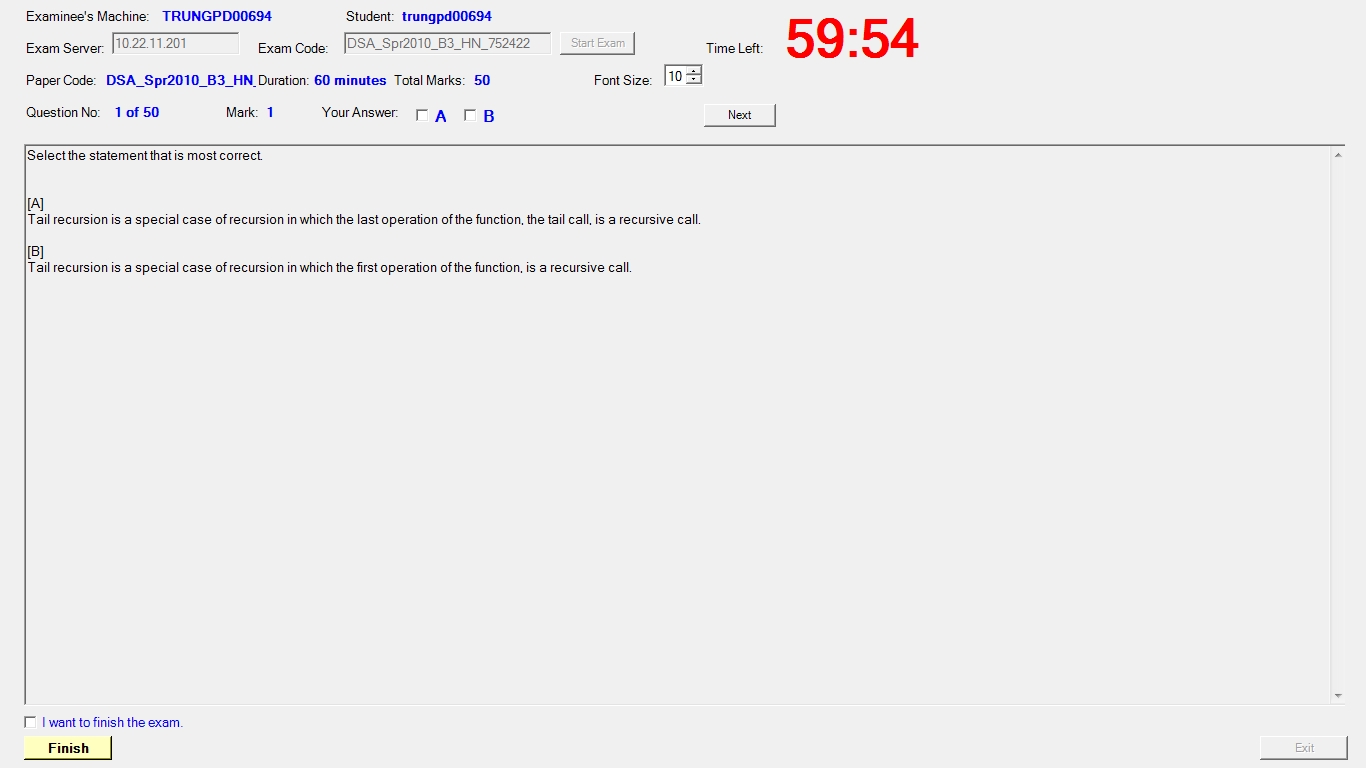 Examinee's Machine: TRUNGPD00694 Student: trungpd00694
Exam Server: 10.22.11.201 Exam Code: DSA_Spr2010_B3_HN_752422 Start Exam Time Left: 59:54
Paper Code: DSA_Spr2010_B3_HN_ Duration: 60 minutes Total Marks: 50 Font Size: 10
Question No: 1 of 50 Mark: 1 Your Answer: A B Next
Select the statement that is most correct.
[A]
Tail recursion is a special case of recursion in which the last operation of the function, the tail call, is a recursive call.
[B]
Tail recursion is a special case of recursion in which the first operation of the function, is a recursive call.
I want to finish the exam.
Finish Exit